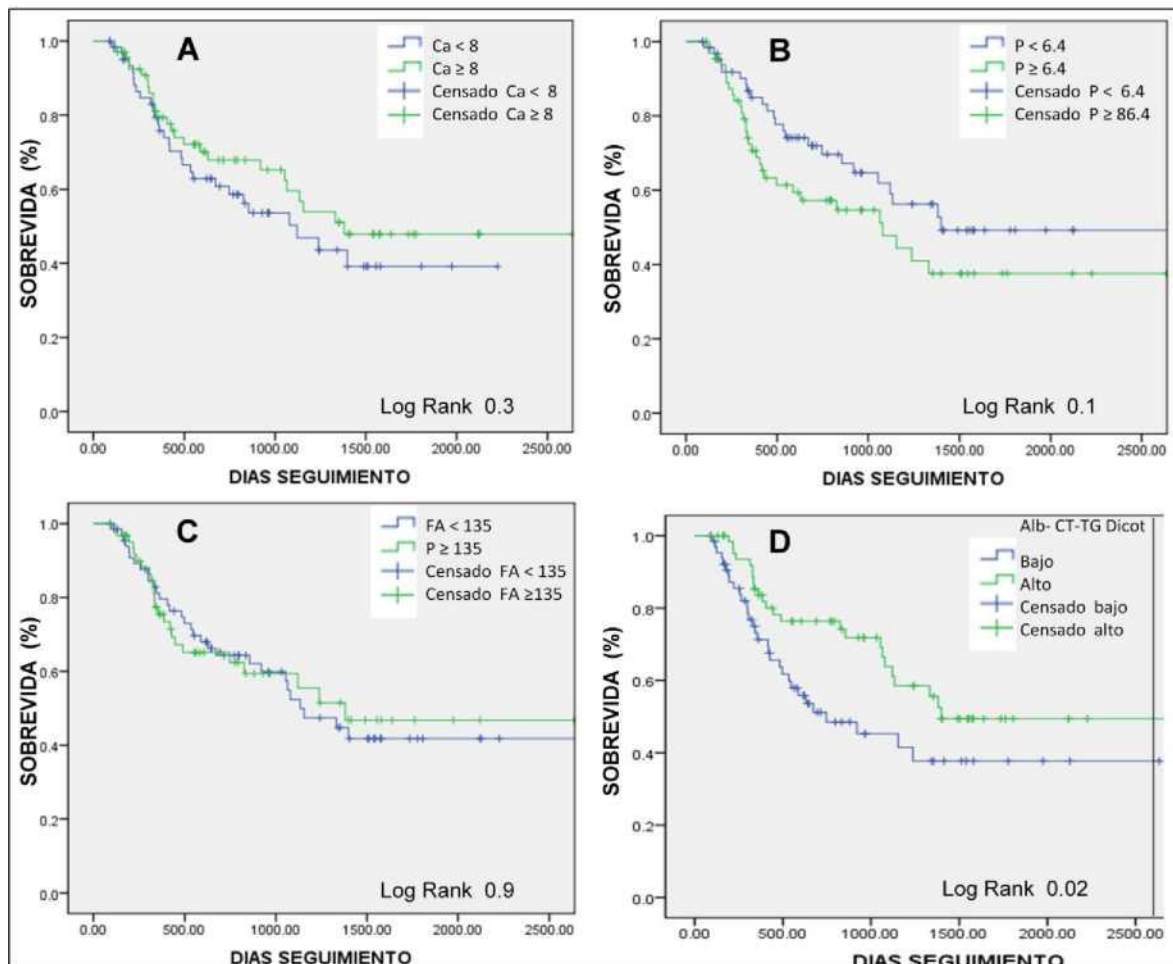 A
Ca < 8
Ca ≥ 8
Censado Ca < 8
Censado Ca ≥ 8
SOBREVIDA (%)
1.0
0.8
0.6
0.4
0.2
0.0
Log Rank 0.3
0.00 500.00 1000.00 1500.00 2000.00 2500.00
DIAS SEGUIMIENTO
B
P < 6.4
P ≥ 6.4
Censado P < 6.4
Censado P ≥ 86.4
SOBREVIDA (%)
1.0
0.8
0.6
0.4
0.2
0.0
Log Rank 0.1
0.00 500.00 1000.00 1500.00 2000.00 2500.00
DIAS SEGUIMIENTO
C
FA < 135
P ≥ 135
Censado FA < 135
Censado FA ≥135
SOBREVIDA (%)
1.0
0.8
0.6
0.4
0.2
0.0
Log Rank 0.9
0.00 500.00 1000.00 1500.00 2000.00 2500.00
DIAS SEGUIMIENTO
D
Alb- CT-TG Dicot
Bajo
Alto
Censado bajo
Censado alto
SOBREVIDA (%)
1.0
0.8
0.6
0.4
0.2
0.0
Log Rank 0.02
0.00 500.00 1000.00 1500.00 2000.00 2500.00
DIAS SEGUIMIENTO